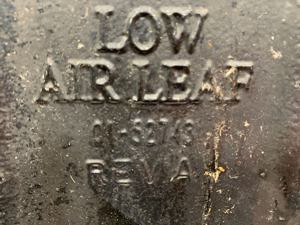 LOW
AIR LEAF
01-52743
REV A